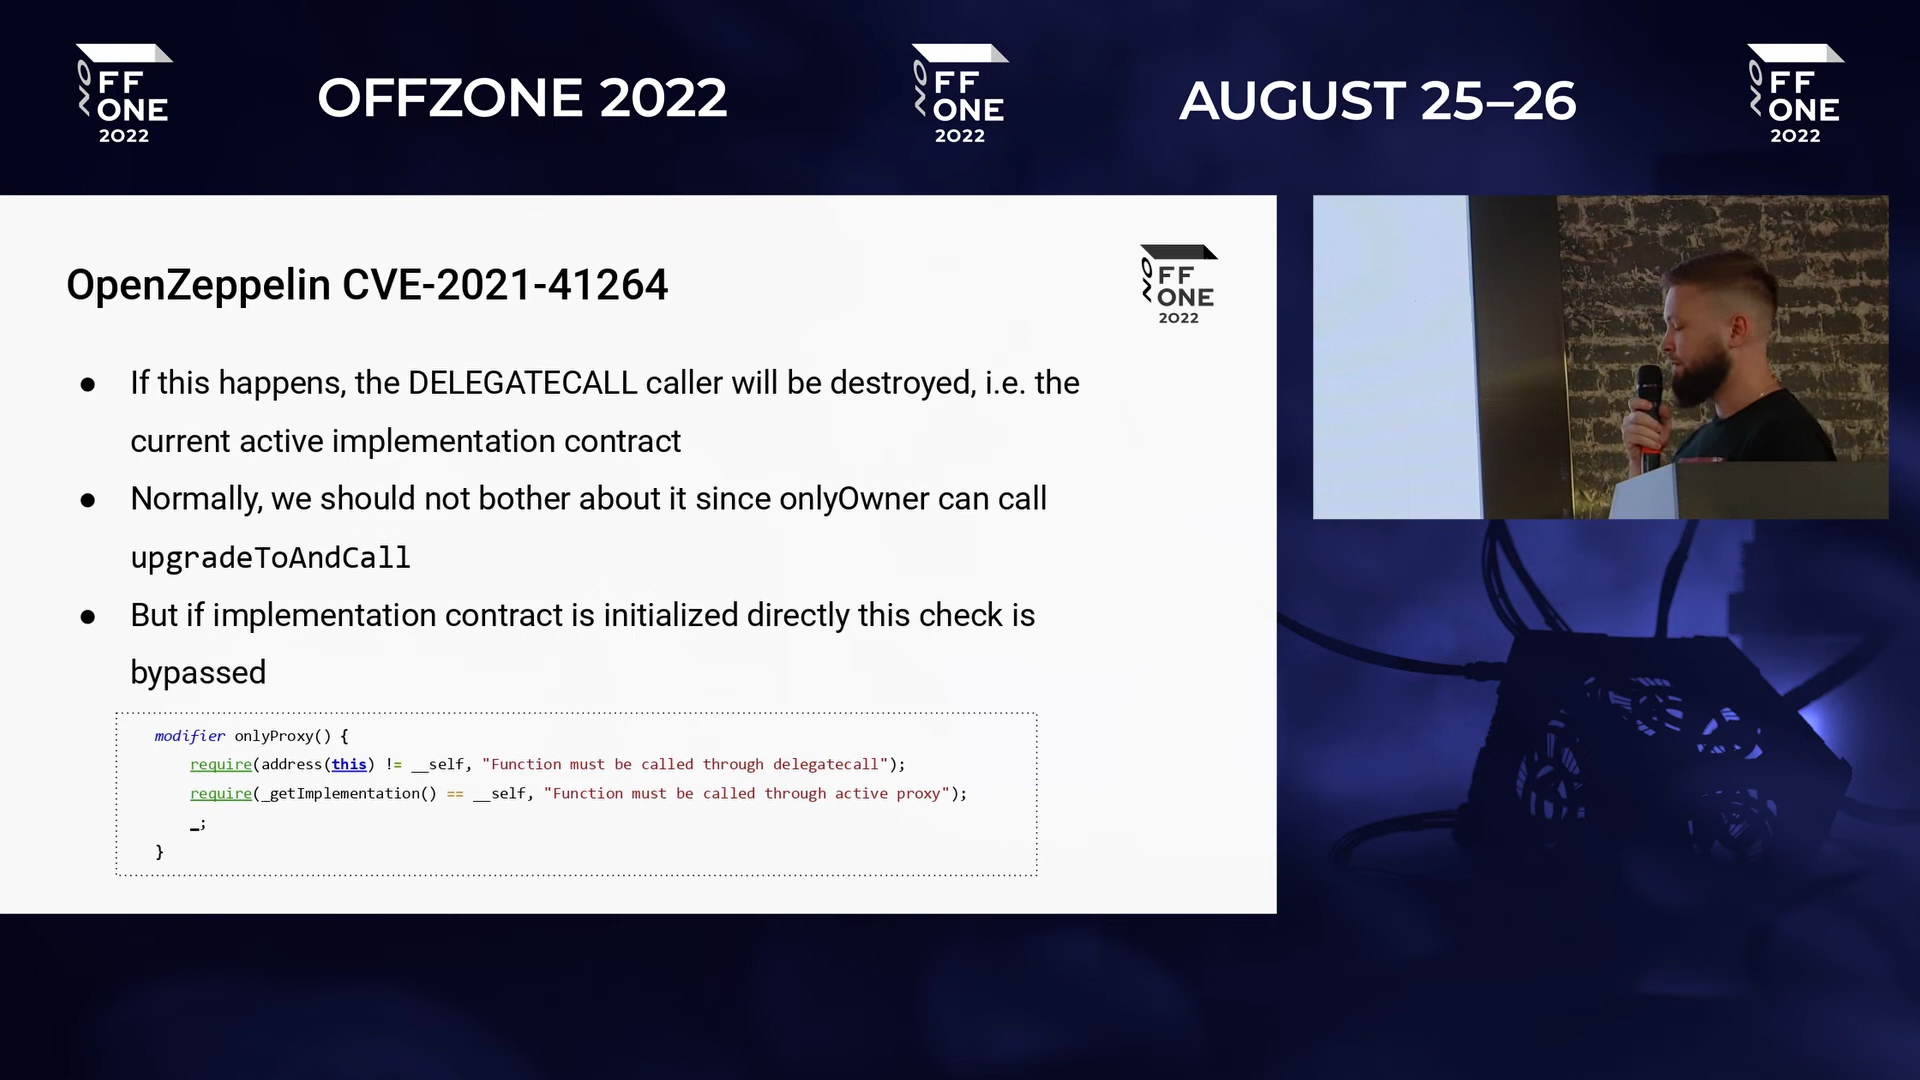 OFF
ZONE
2022
OFFZONE 2022
OFF
ZONE
2022
AUGUST 25–26
OFF
ZONE
2022
OpenZeppelin CVE-2021-41264
OFF
ZONE
2022
● If this happens, the DELEGATECALL caller will be destroyed, i.e. the
current active implementation contract
● Normally, we should not bother about it since onlyOwner can call
upgradeToAndCall
● But if implementation contract is initialized directly this check is
bypassed
modifier onlyProxy() {
require(address(this) != __self, "Function must be called through delegatecall");
require(_getImplementation() == __self, "Function must be called through active proxy");
_;
}